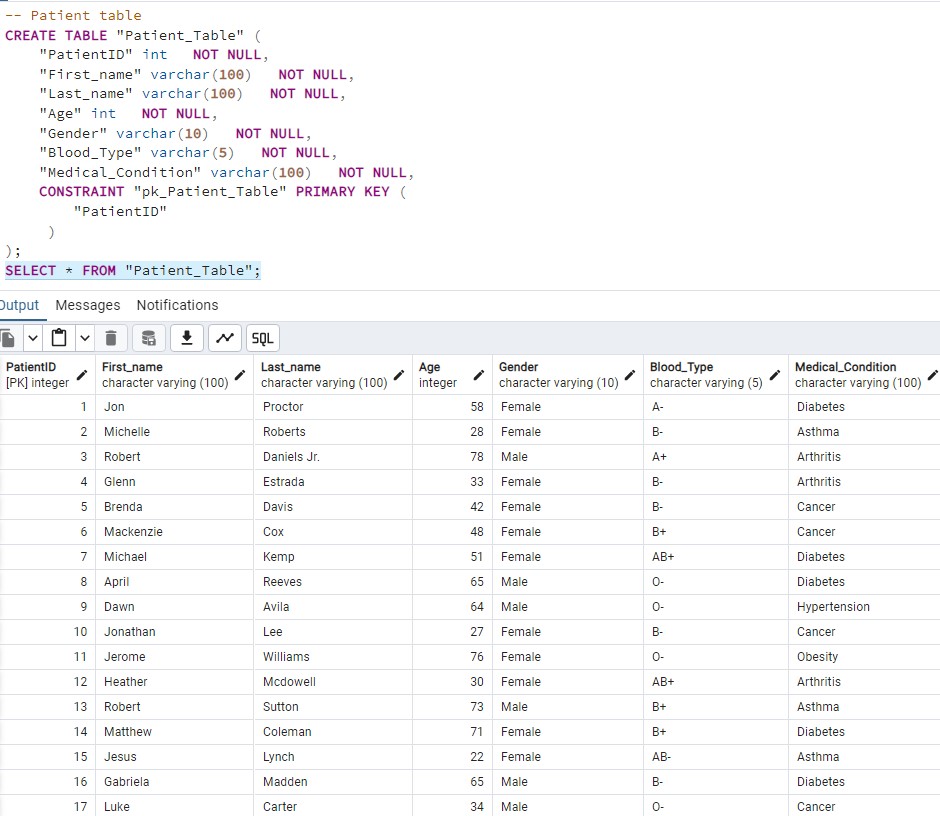 -- Patient table
CREATE TABLE "Patient_Table" (
"PatientID" int NOT NULL,
"First_name" varchar(100) NOT NULL,
"Last_name" varchar(100) NOT NULL,
"Age" int NOT NULL,
"Gender" varchar(10) NOT NULL,
"Blood_Type" varchar(5) NOT NULL,
"Medical_Condition" varchar(100) NOT NULL,
CONSTRAINT "pk_Patient_Table" PRIMARY KEY (
"PatientID"
)
);
SELECT * FROM "Patient_Table";
Output Messages Notifications
SQL
PatientID First_name Last_name Age Gender Blood_Type Medical_Condition
[PK] integer character varying (100) character varying (100) integer character varying (10) character varying (5) character varying (100)
1 Jon Proctor 58 Female A- Diabetes
2 Michelle Roberts 28 Female B- Asthma
3 Robert Daniels Jr. 78 Male A+ Arthritis
4 Glenn Estrada 33 Female B- Arthritis
5 Brenda Davis 42 Female B- Cancer
6 Mackenzie Cox 48 Female B+ Cancer
7 Michael Kemp 51 Female AB+ Diabetes
8 April Reeves 65 Male O- Diabetes
9 Dawn Avila 64 Male O- Hypertension
10 Jonathan Lee 27 Female B- Cancer
11 Jerome Williams 76 Female O- Obesity
12 Heather Mcdowell 30 Female AB+ Arthritis
13 Robert Sutton 73 Male B+ Asthma
14 Matthew Coleman 71 Female B+ Diabetes
15 Jesus Lynch 22 Female AB- Asthma
16 Gabriela Madden 65 Male B- Diabetes
17 Luke Carter 34 Male O- Cancer